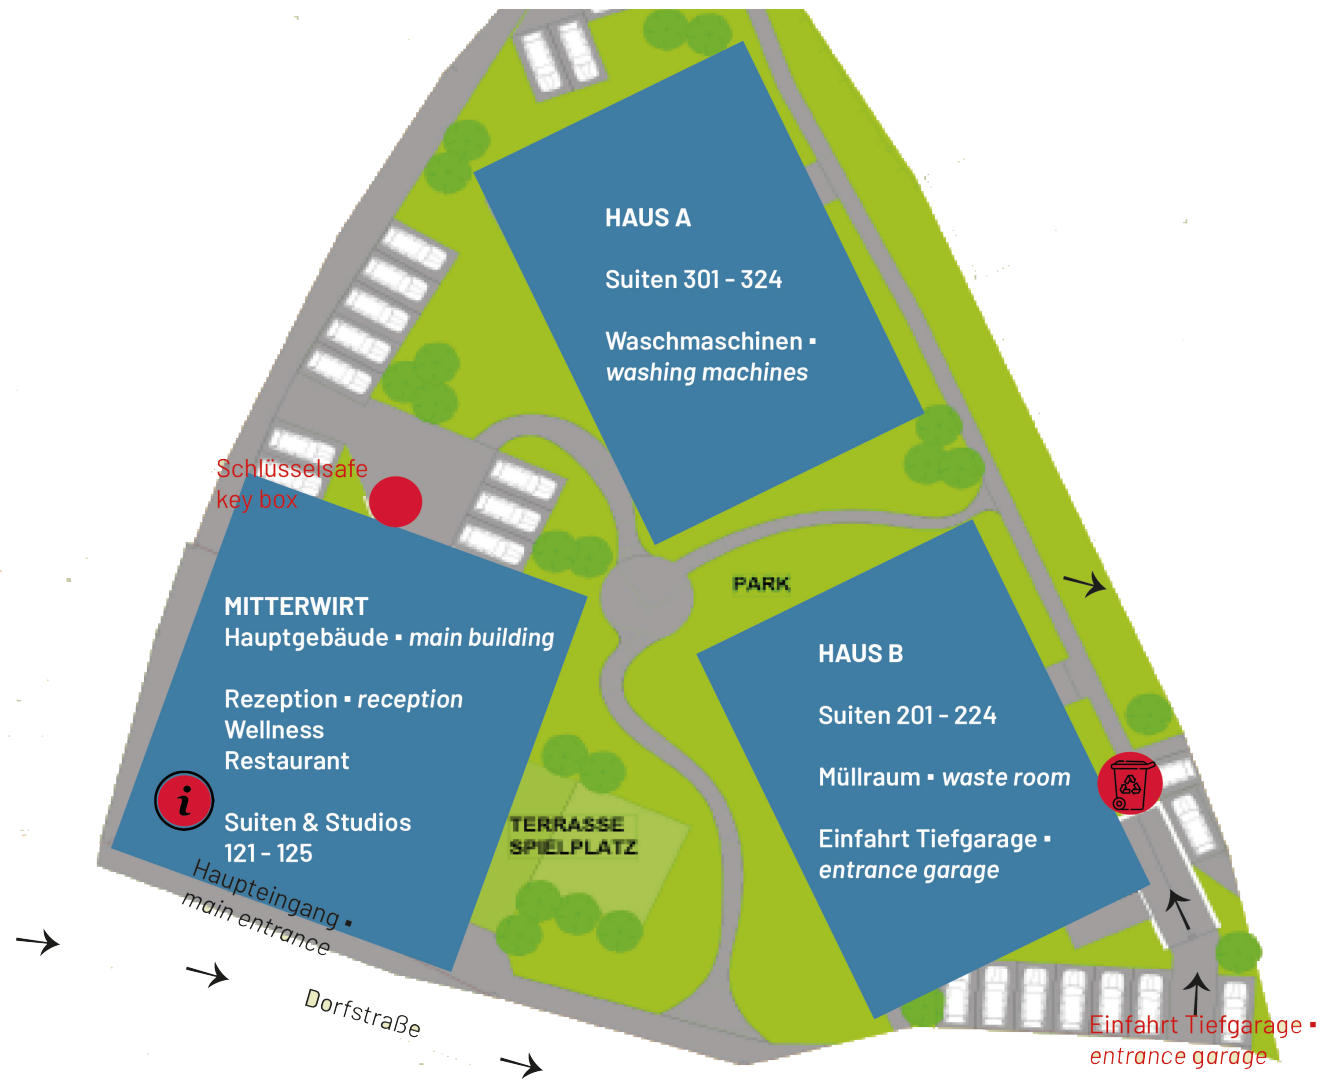 HAUS A
Suiten 301 - 324
Waschmaschinen ▪
washing machines
Schlüsselsafe
key box
PARK
MITTERWIRT
Hauptgebäude ▪ main building
Rezeption ▪ reception
Wellness
Restaurant
i
Suiten & Studios
121 - 125
HAUS B
Suiten 201 - 224
Müllraum ▪ waste room
Einfahrt Tiefgarage ▪
entrance garage
TERRASSE
SPIELPLATZ
Haupteingang ▪
main entrance
Dorfstraße
Einfahrt Tiefgarage ▪
entrance garage